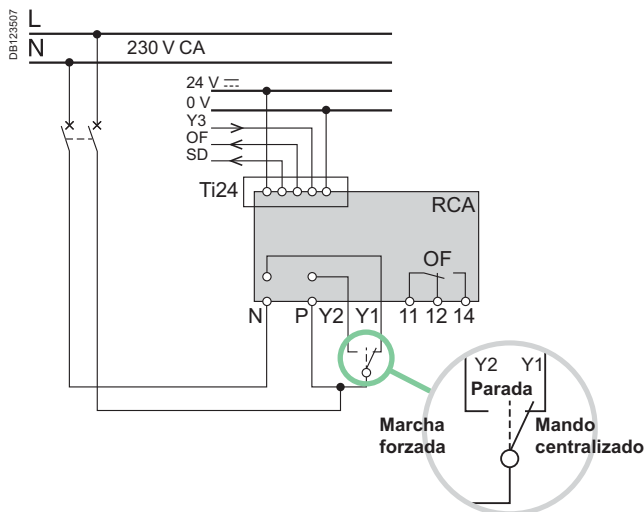 DB123507
L
N
230 V CA
24 V
0 V
Y3
OF
SD
Ti24
RCA
OF
N P Y2 Y1 11 12 14
Y2 Y1
Parada
Marcha
forzada
Mando
centralizado